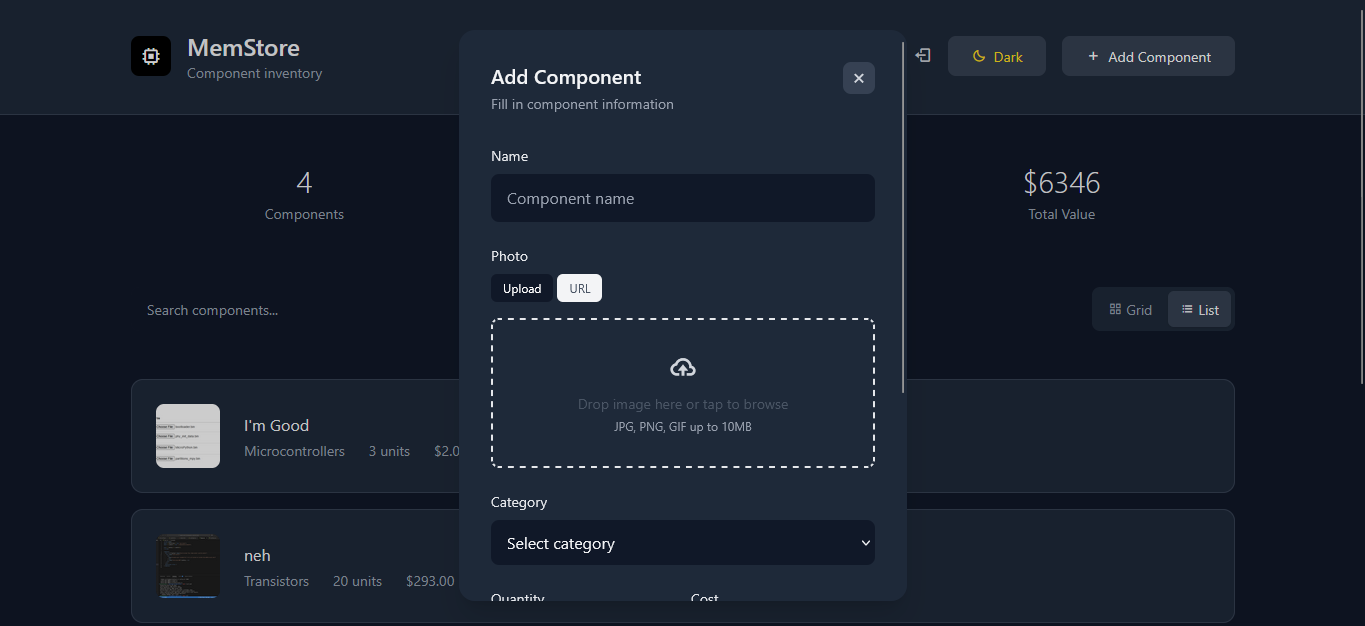 MemStore
Component inventory
Dark
+ Add Component
Add Component
Fill in component information
Name
Component name
Photo
Upload
URL
Drop image here or tap to browse
JPG, PNG, GIF up to 10MB
Category
Select category
Quantity
Cost
4
Components
$6346
Total Value
Search components...
Grid
List
I'm Good
Microcontrollers 3 units $2.0
neh
Transistors 20 units $293.00